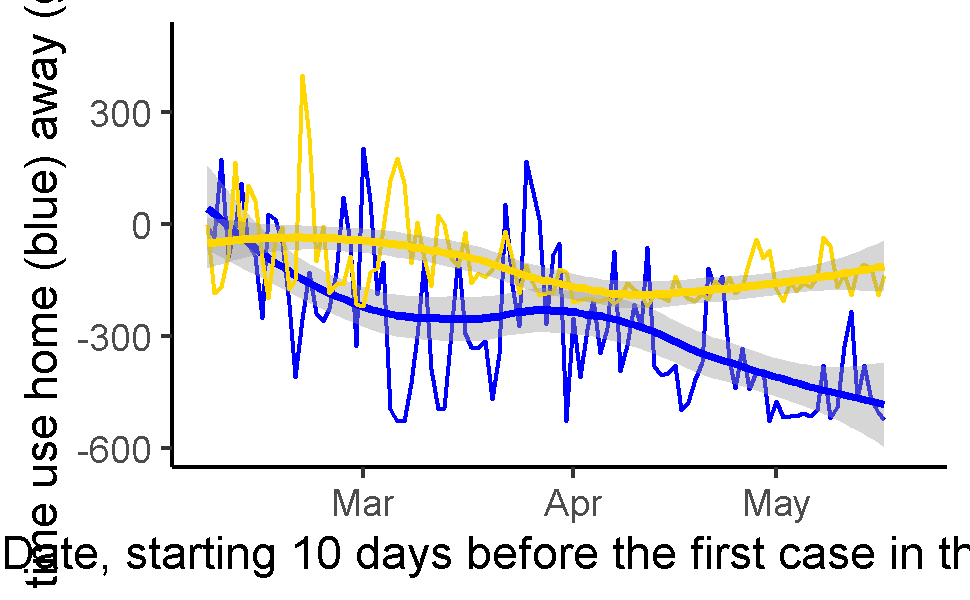 time use home (blue) away (
300
0
-300
-600
Mar Apr May
Date, starting 10 days before the first case in th